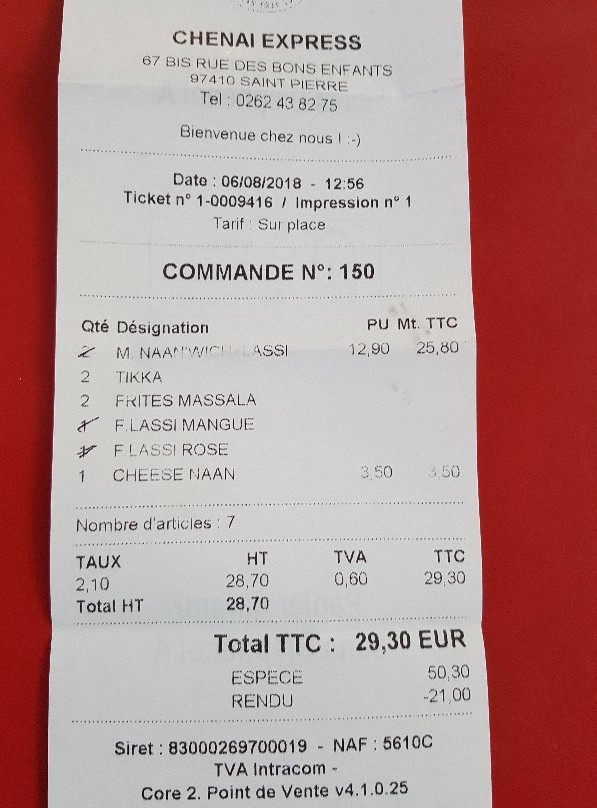 CHENAI EXPRESS
67 BIS RUE DES BONS ENFANTS
97410 SAINT PIERRE
Tel : 0262 43 82 75
Bienvenue chez nous ! :-)
Date : 06/08/2018 - 12:56
Ticket n° 1-0009416 / Impression n° 1
Tarif : Sur place
COMMANDE N°: 150
Qté Désignation PU Mt. TTC
2 M. NAAN'WICH+LASSI 12,90 25,80
2 TIKKA
2 FRITES MASSALA
F.LASSI MANGUE
F.LASSI ROSE
1 CHEESE NAAN 3,50 3,50
Nombre d'articles : 7
TAUX HT TVA TTC
2,10 28,70 0,60 29,30
Total HT 28,70
Total TTC : 29,30 EUR
ESPECE 50,30
RENDU -21,00
Siret : 83000269700019 - NAF : 5610C
TVA Intracom -
Core 2. Point de Vente v4.1.0.25